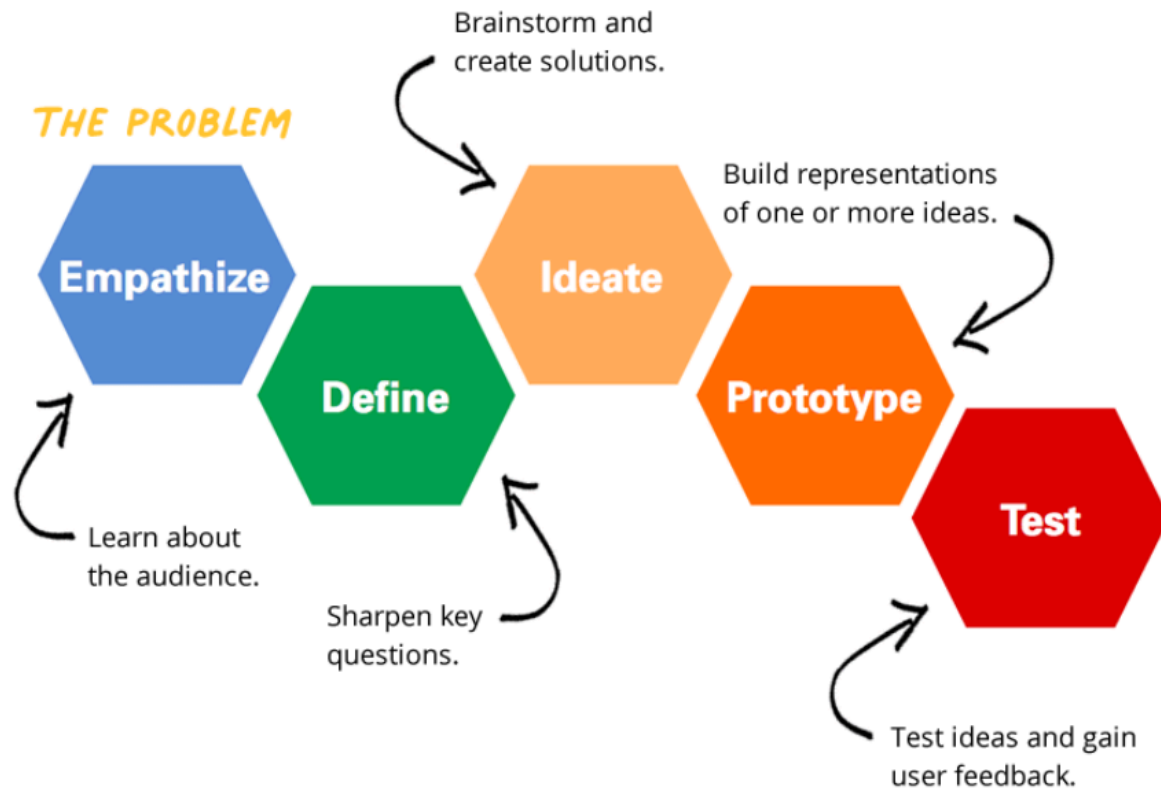 THE PROBLEM
Empathize
Learn about
the audience.
Define
Sharpen key
questions.
Brainstorm and
create solutions.
Ideate
Build representations
of one or more ideas.
Prototype
Test
Test ideas and gain
user feedback.